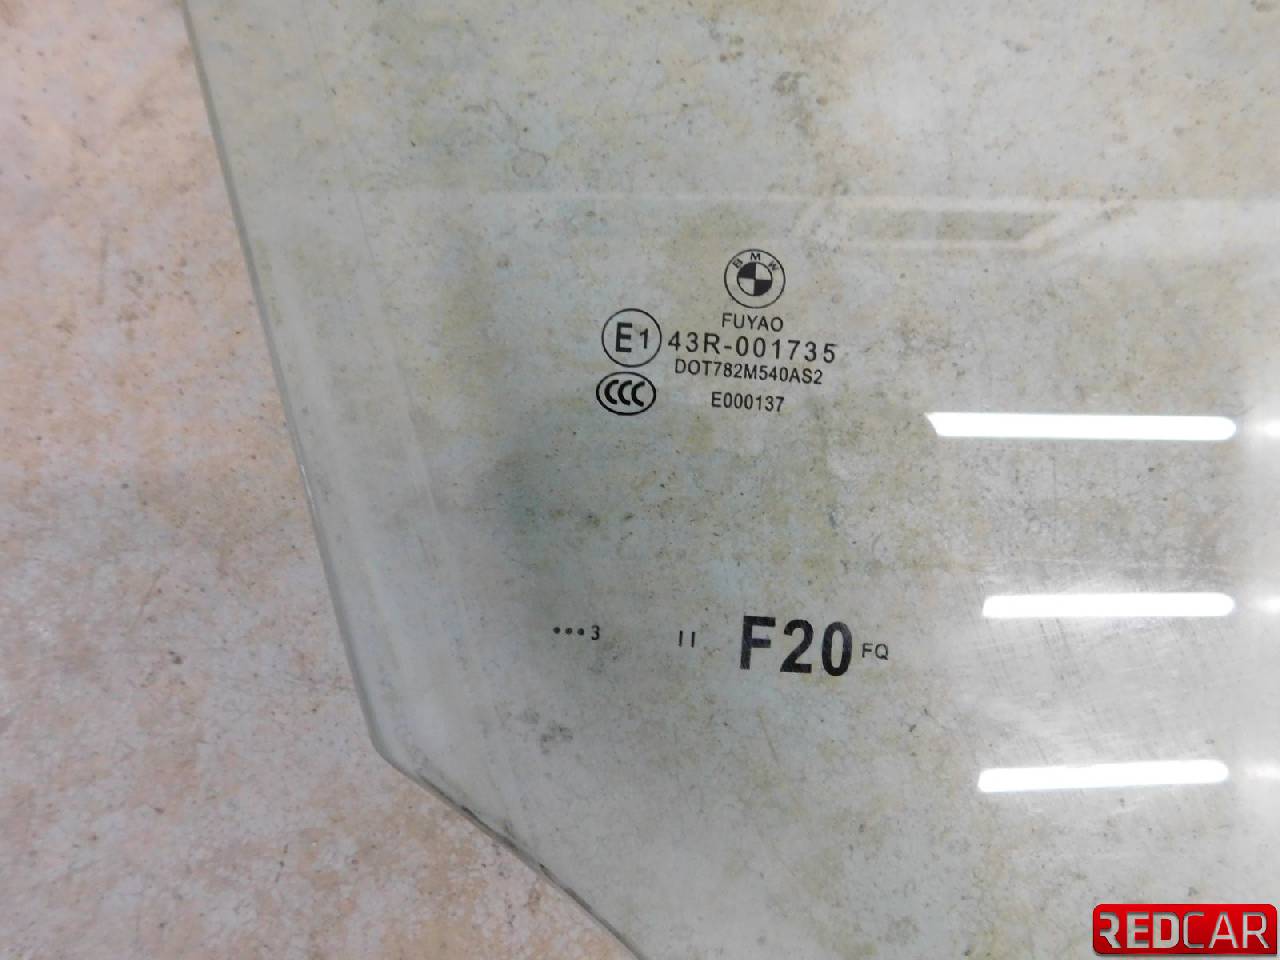 BMW
FUYAO
E1 43R-001735
DOT782M540AS2
CCC E000137
...3 II F20 FQ
REDCAR